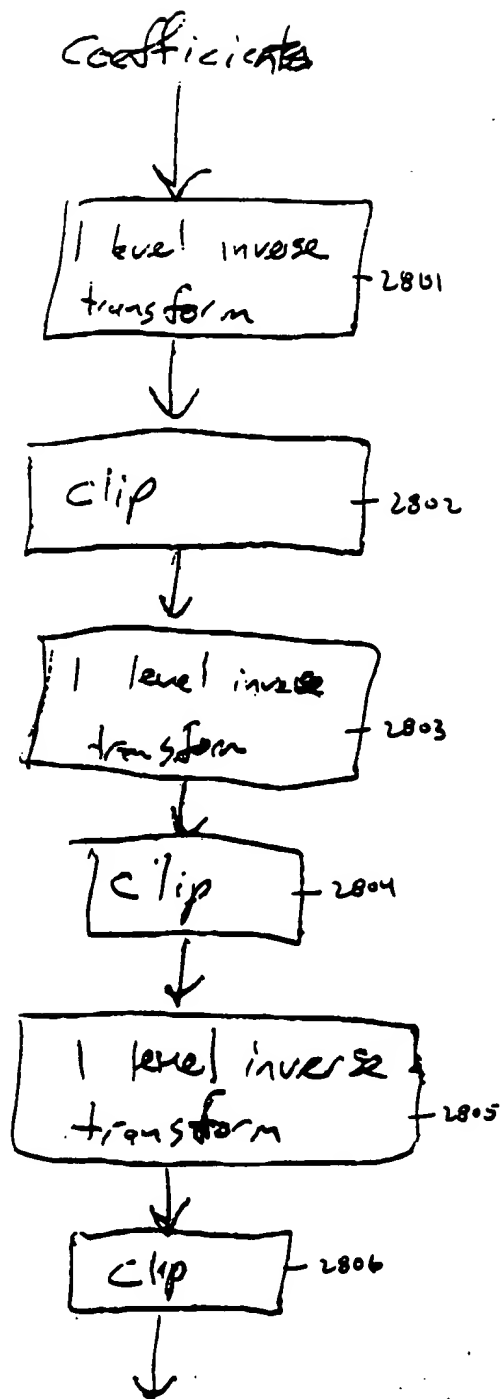 Coefficients
1 level inverse
transform
2801
Clip
2802
1 level inverse
transform
2803
Clip
2804
1 level inverse
transform
2805
Clip
2806